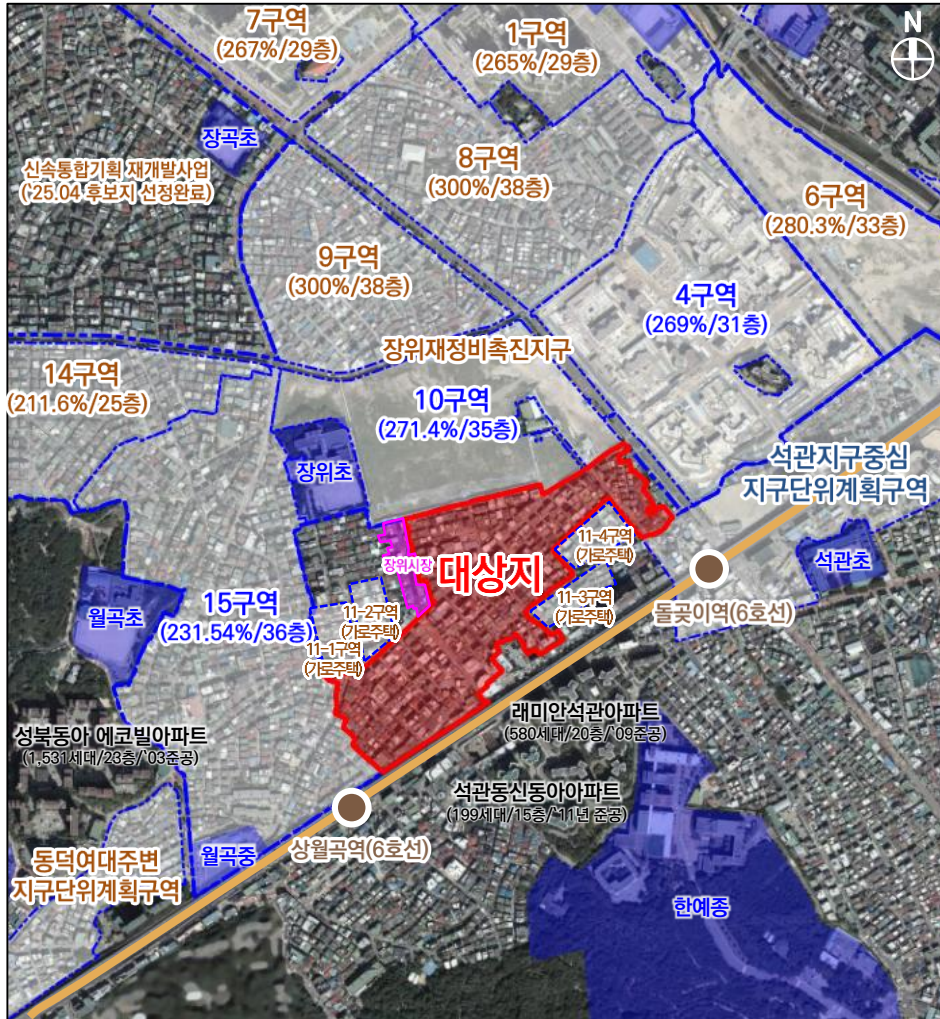 7구역
(267%/29층)
1구역
(265%/29층)
N
장곡초
신속통합기획 재개발사업
('25.04 후보지 선정완료)
8구역
(300%/38층)
6구역
(280.3%/33층)
9구역
(300%/38층)
4구역
(269%/31층)
장위재정비촉진지구
14구역
(211.6%/25층)
10구역
(271.4%/35층)
석관지구중심
지구단위계획구역
장위초
11-4구역
(가로주택)
장위시장
대상지
석관초
월곡초
15구역
(231.54%/36층)
11-2구역
(가로주택)
11-3구역
(가로주택)
돌곶이역(6호선)
11-1구역
(가로주택)
래미안석관아파트
(580세대/20층/'09준공)
성북동아 에코빌아파트
(1,531세대/23층/'03준공)
석관동신동아아파트
(199세대/15층/'11년 준공)
상월곡역(6호선)
월곡중
동덕여대주변
지구단위계획구역
한예종